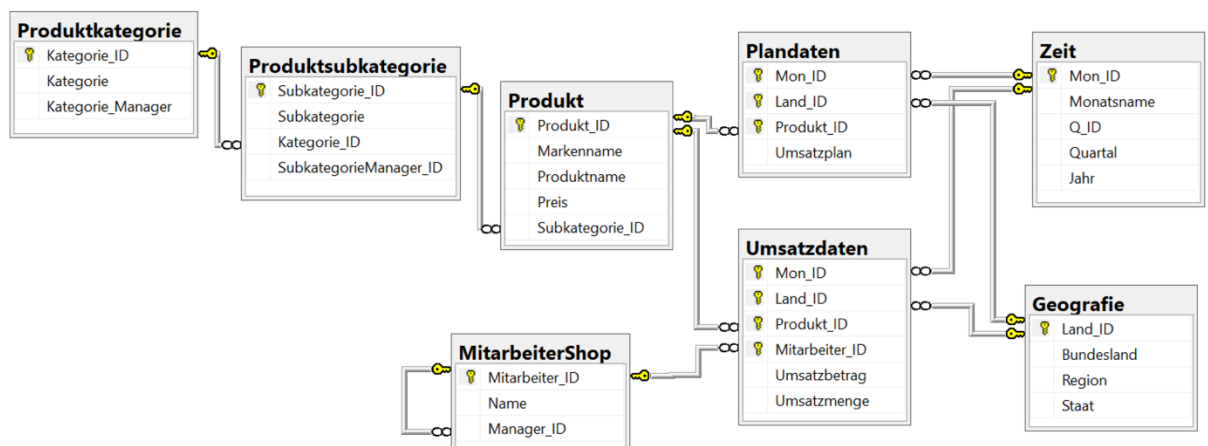 Produktkategorie
Kategorie_ID
Kategorie
Kategorie_Manager
Produktsubkategorie
Subkategorie_ID
Subkategorie
Kategorie_ID
SubkategorieManager_ID
Produkt
Produkt_ID
Markenname
Produktname
Preis
Subkategorie_ID
Plandaten
Mon_ID
Land_ID
Produkt_ID
Umsatzplan
Zeit
Mon_ID
Monatsname
Q_ID
Quartal
Jahr
Umsatzdaten
Mon_ID
Land_ID
Produkt_ID
Mitarbeiter_ID
Umsatzbetrag
Umsatzmenge
Geografie
Land_ID
Bundesland
Region
Staat
MitarbeiterShop
Mitarbeiter_ID
Name
Manager_ID